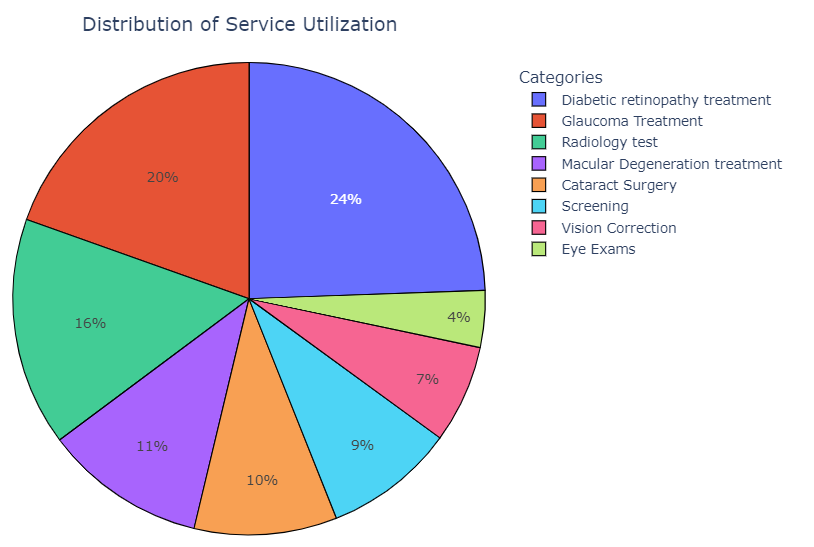 Distribution of Service Utilization
Categories
Diabetic retinopathy treatment
Glaucoma Treatment
Radiology test
Macular Degeneration treatment
Cataract Surgery
Screening
Vision Correction
Eye Exams
20%
24%
16%
4%
7%
11%
9%
10%